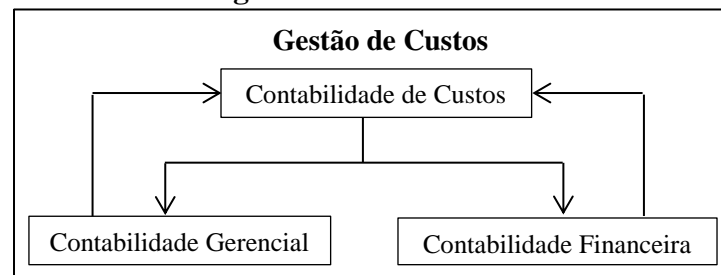 Gestão de Custos
Contabilidade de Custos
Contabilidade Gerencial
Contabilidade Financeira